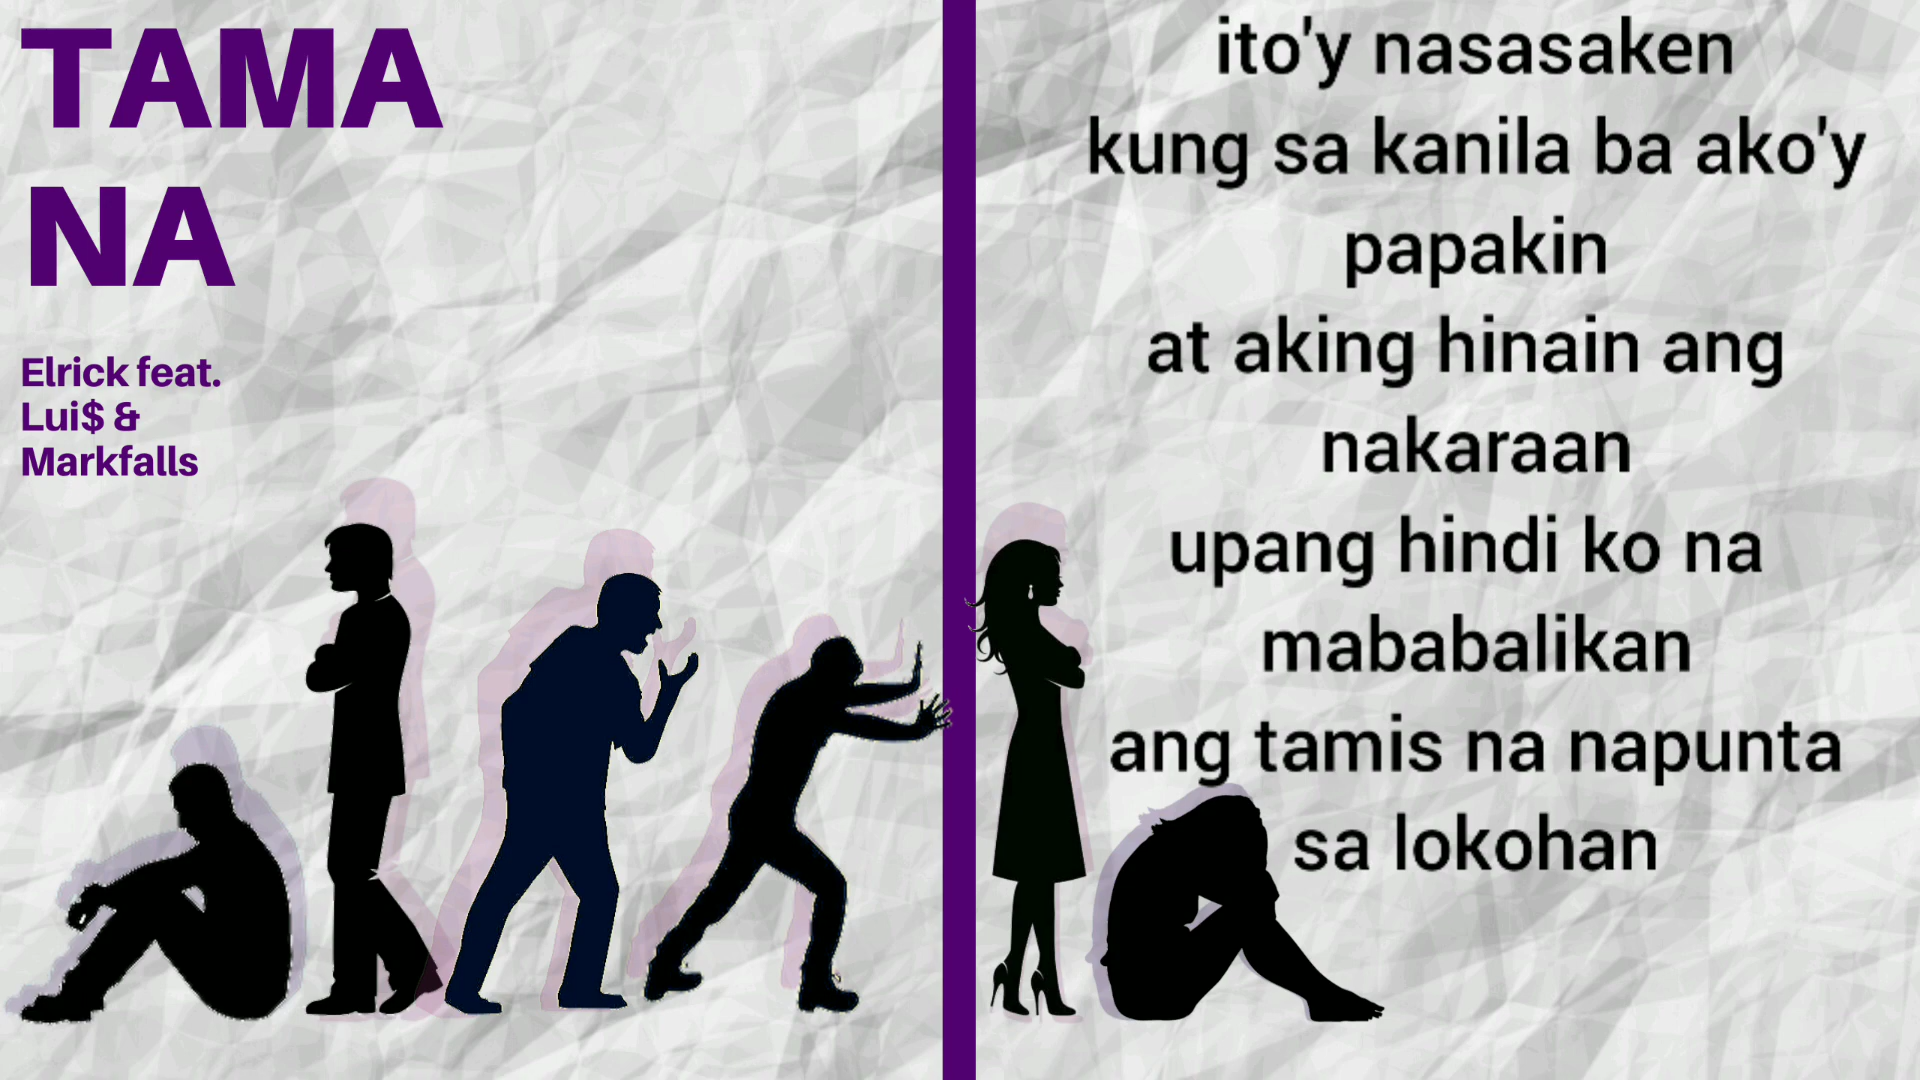 TAMA
NA
Elrick feat.
Lui$ &
Markfalls
ito'y nasasaken
kung sa kanila ba ako'y
papakin
at aking hinain ang
nakaraan
upang hindi ko na
mababalikan
ang tamis na napunta
sa lokohan